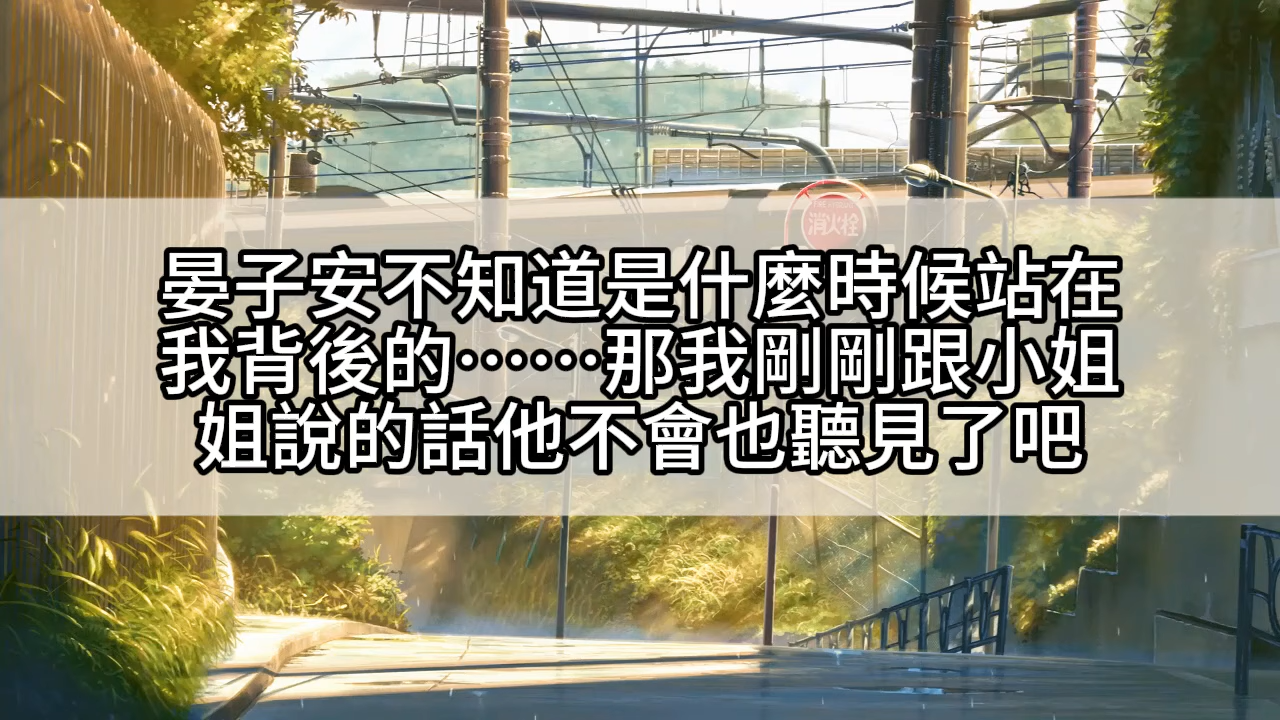 消火栓
晏子安不知道是什麼時候站在
我背後的……那我剛剛跟小姐
姐說的話他不會也聽見了吧